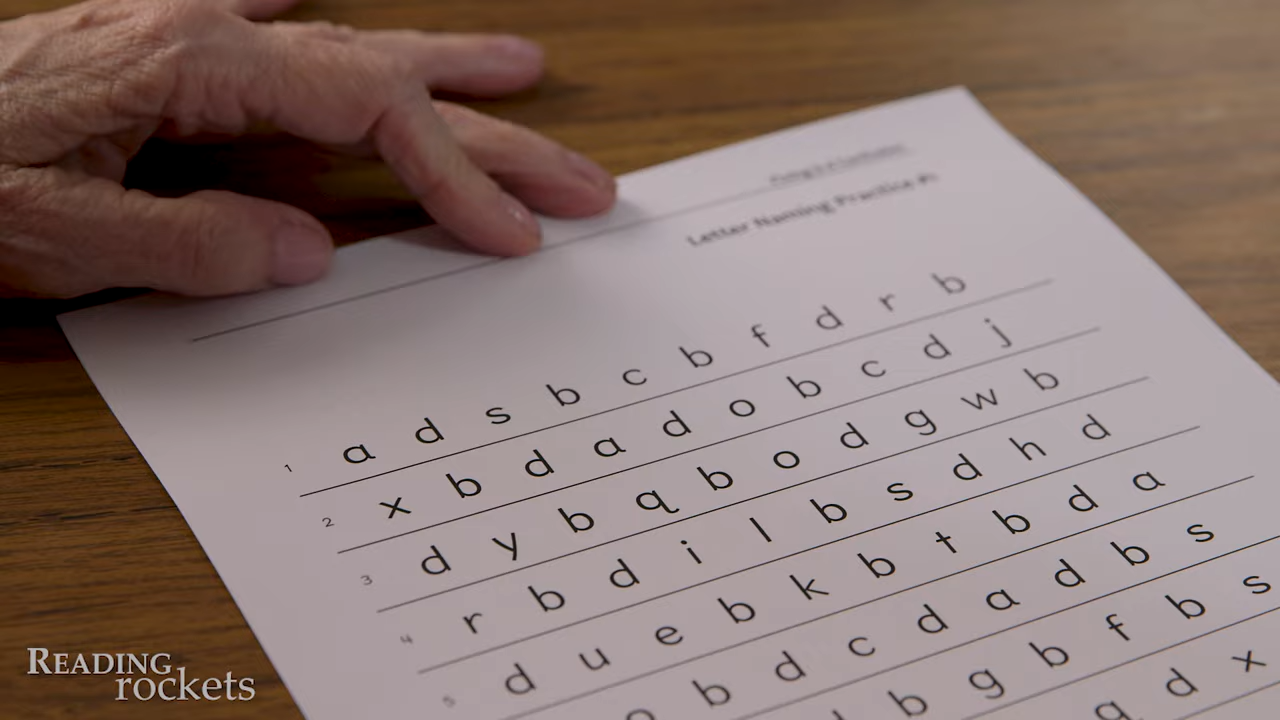 Letter Naming Practice
1 a d s b c b f d r b
2 x b d a d o b c d j
3 d y b q b o d g w b
4 r b d i l b s d h d
5 d u e b k b t b d a
b d c d a d b s
b g b f b s
d x
READING
rockets